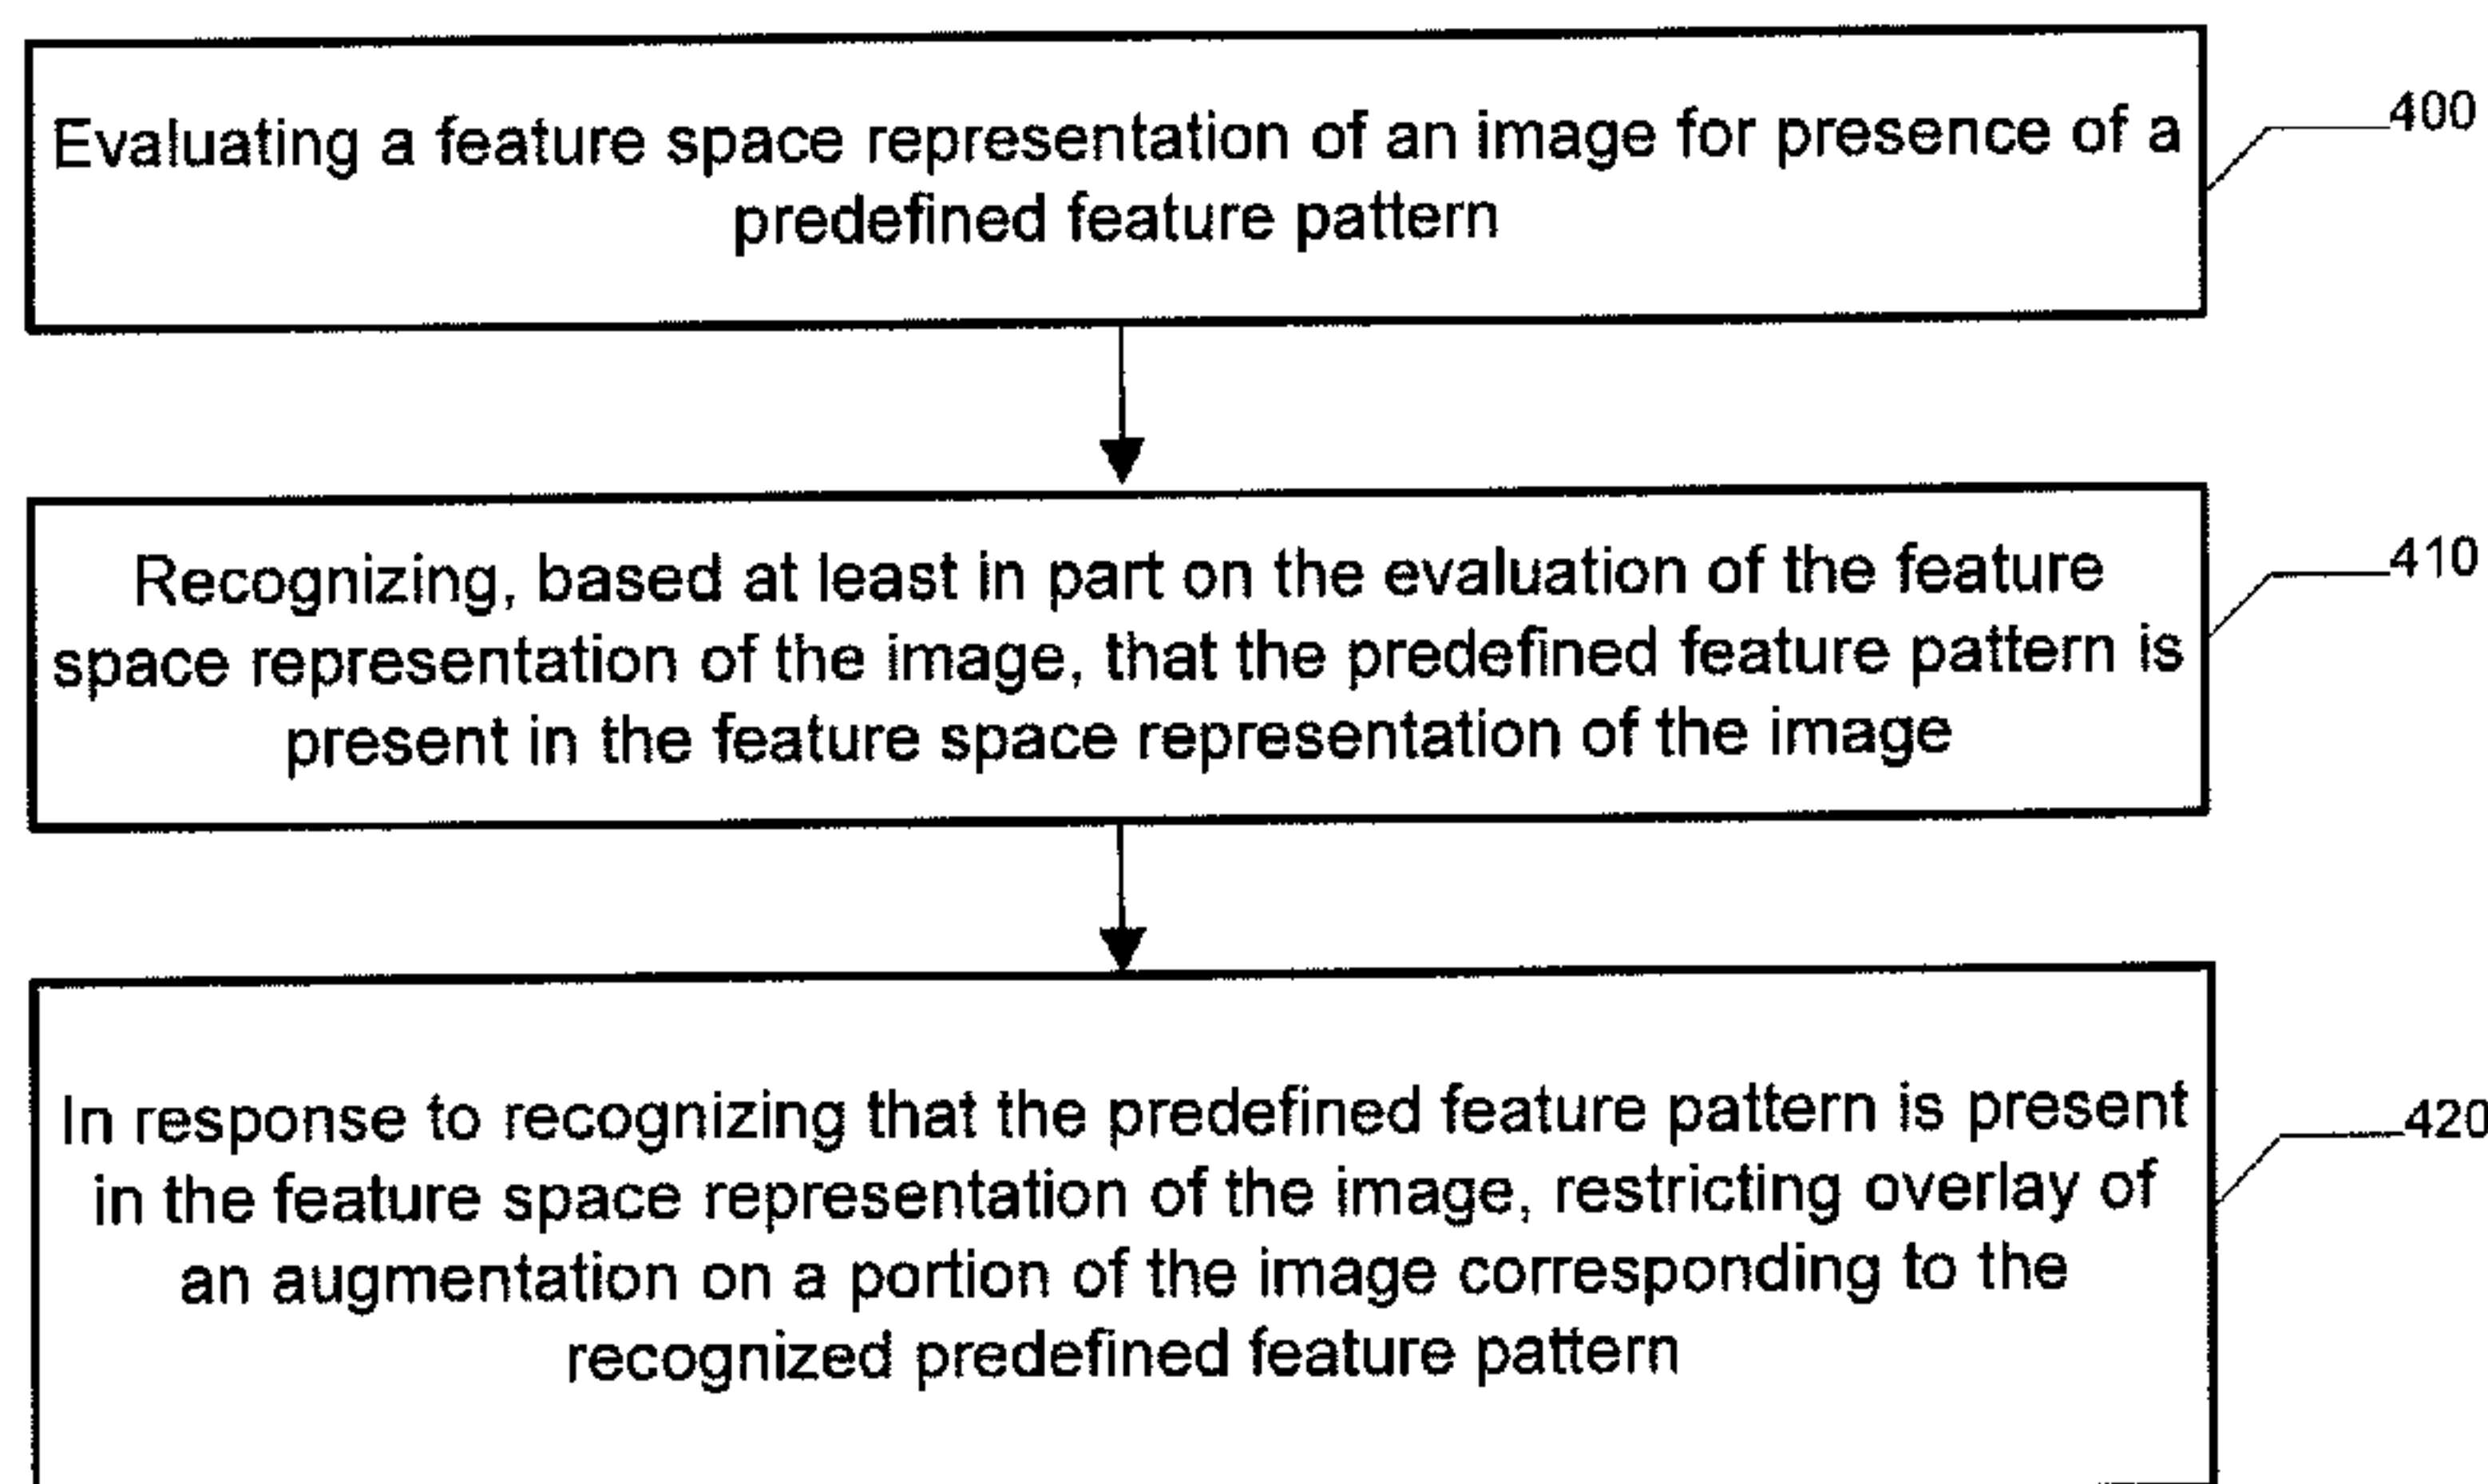 Evaluating a feature space representation of an image for presence of a
predefined feature pattern
400
Recognizing, based at least in part on the evaluation of the feature
space representation of the image, that the predefined feature pattern is
present in the feature space representation of the image
410
In response to recognizing that the predefined feature pattern is present
in the feature space representation of the image, restricting overlay of
an augmentation on a portion of the image corresponding to the
recognized predefined feature pattern
420